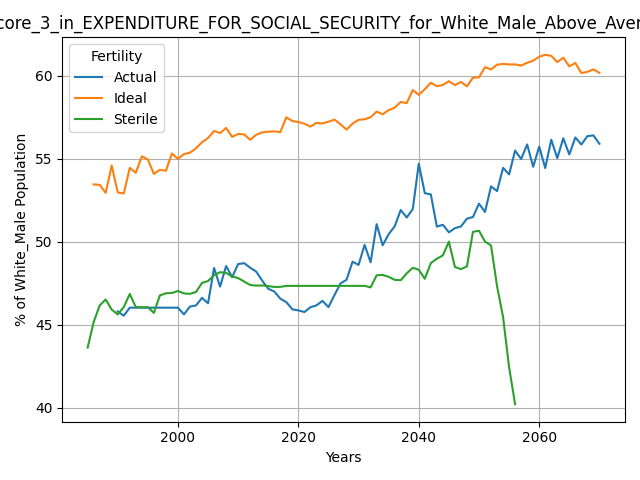 core_3_in_EXPENDITURE_FOR_SOCIAL_SECURITY_for_White_Male_Above_Aver
Fertility
Actual
Ideal
Sterile
% of White_Male Population
60
55
50
45
40
2000
2020
2040
2060
Years